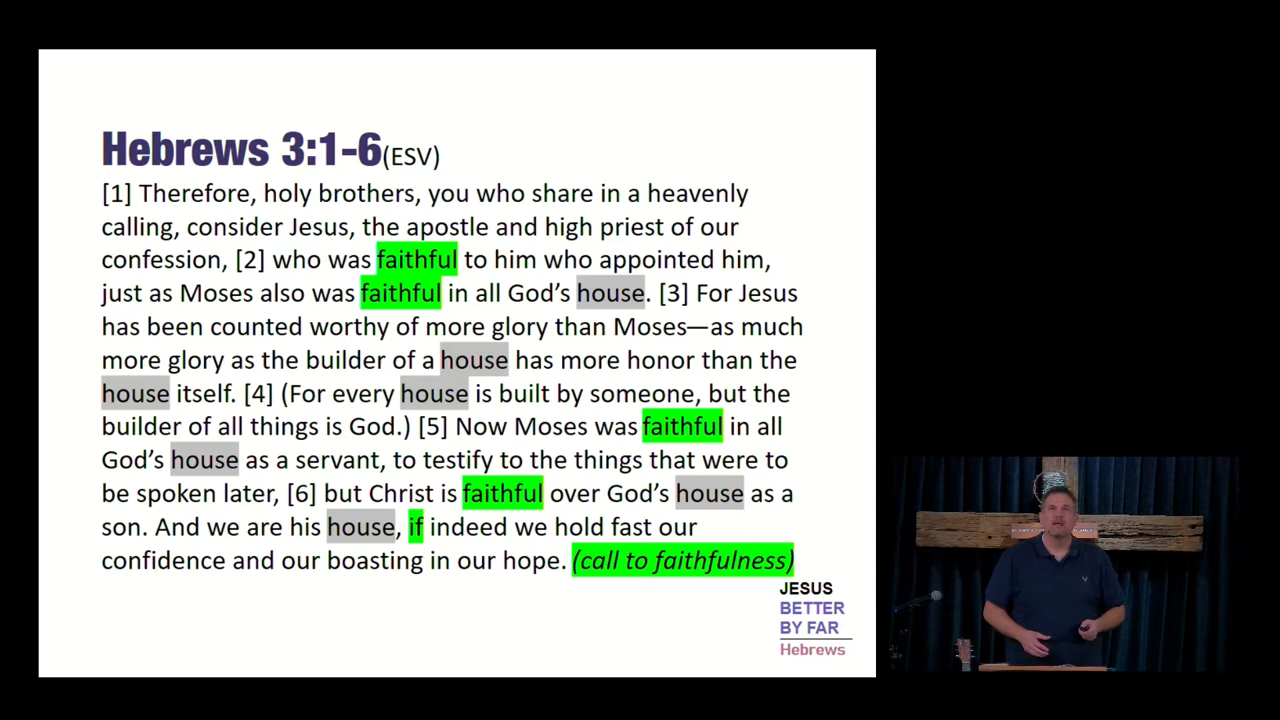 Hebrews 3:1-6(ESV)
[1] Therefore, holy brothers, you who share in a heavenly
calling, consider Jesus, the apostle and high priest of our
confession, [2] who was faithful to him who appointed him,
just as Moses also was faithful in all God’s house. [3] For Jesus
has been counted worthy of more glory than Moses—as much
more glory as the builder of a house has more honor than the
house itself. [4] (For every house is built by someone, but the
builder of all things is God.) [5] Now Moses was faithful in all
God’s house as a servant, to testify to the things that were to
be spoken later, [6] but Christ is faithful over God’s house as a
son. And we are his house, if indeed we hold fast our
confidence and our boasting in our hope. (call to faithfulness)
JESUS
BETTER
BY FAR
Hebrews